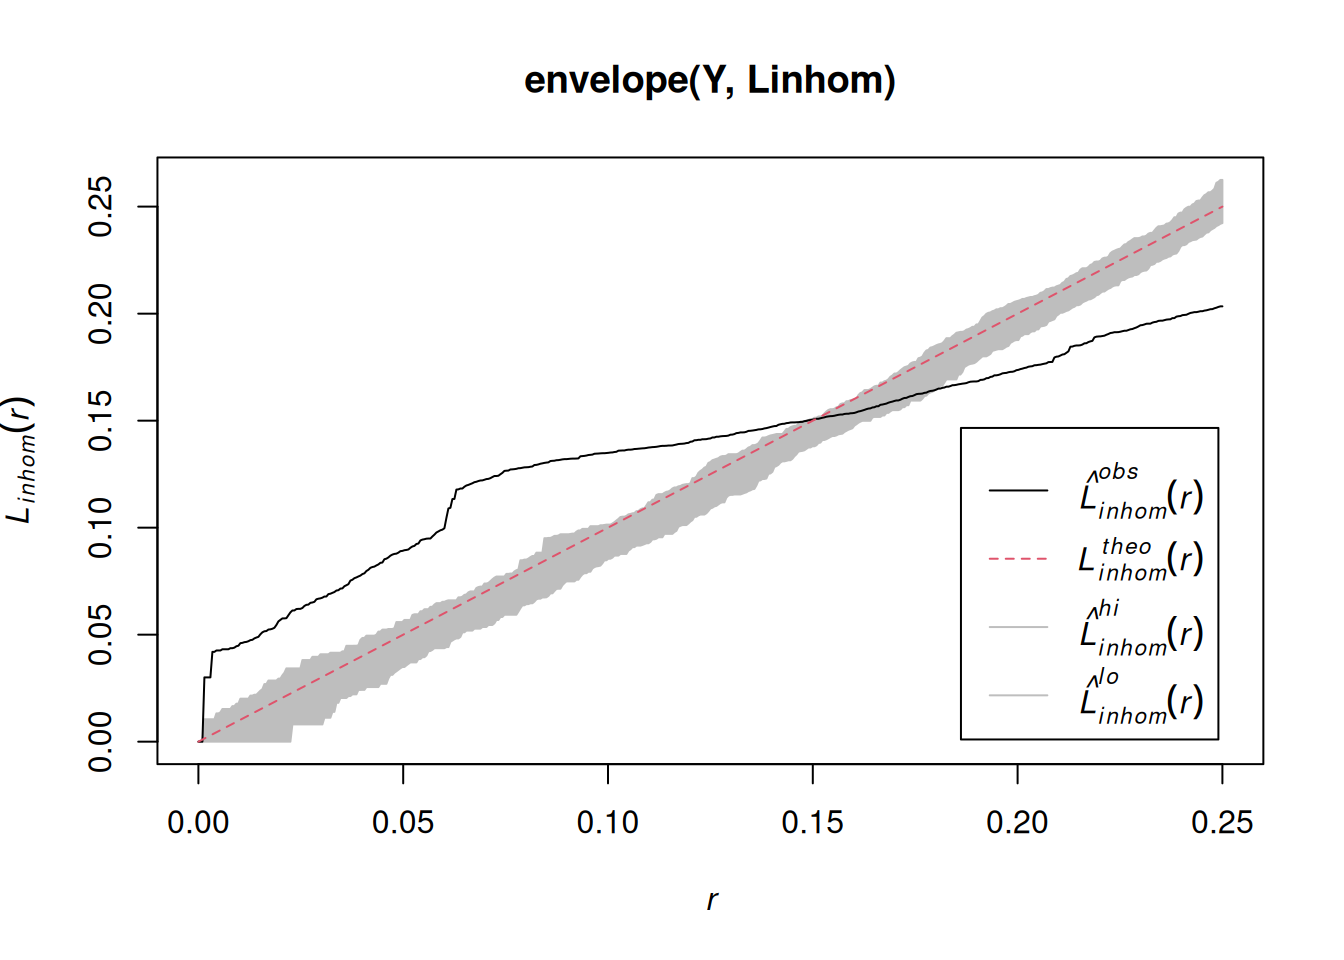 envelope(Y, Linhom)
L_inhom(r)
0.25
0.20
0.15
0.10
0.05
0.00
0.00 0.05 0.10 0.15 0.20 0.25
r
L̂^obs_inhom(r)
L^theo_inhom(r)
L̂^hi_inhom(r)
L̂^lo_inhom(r)